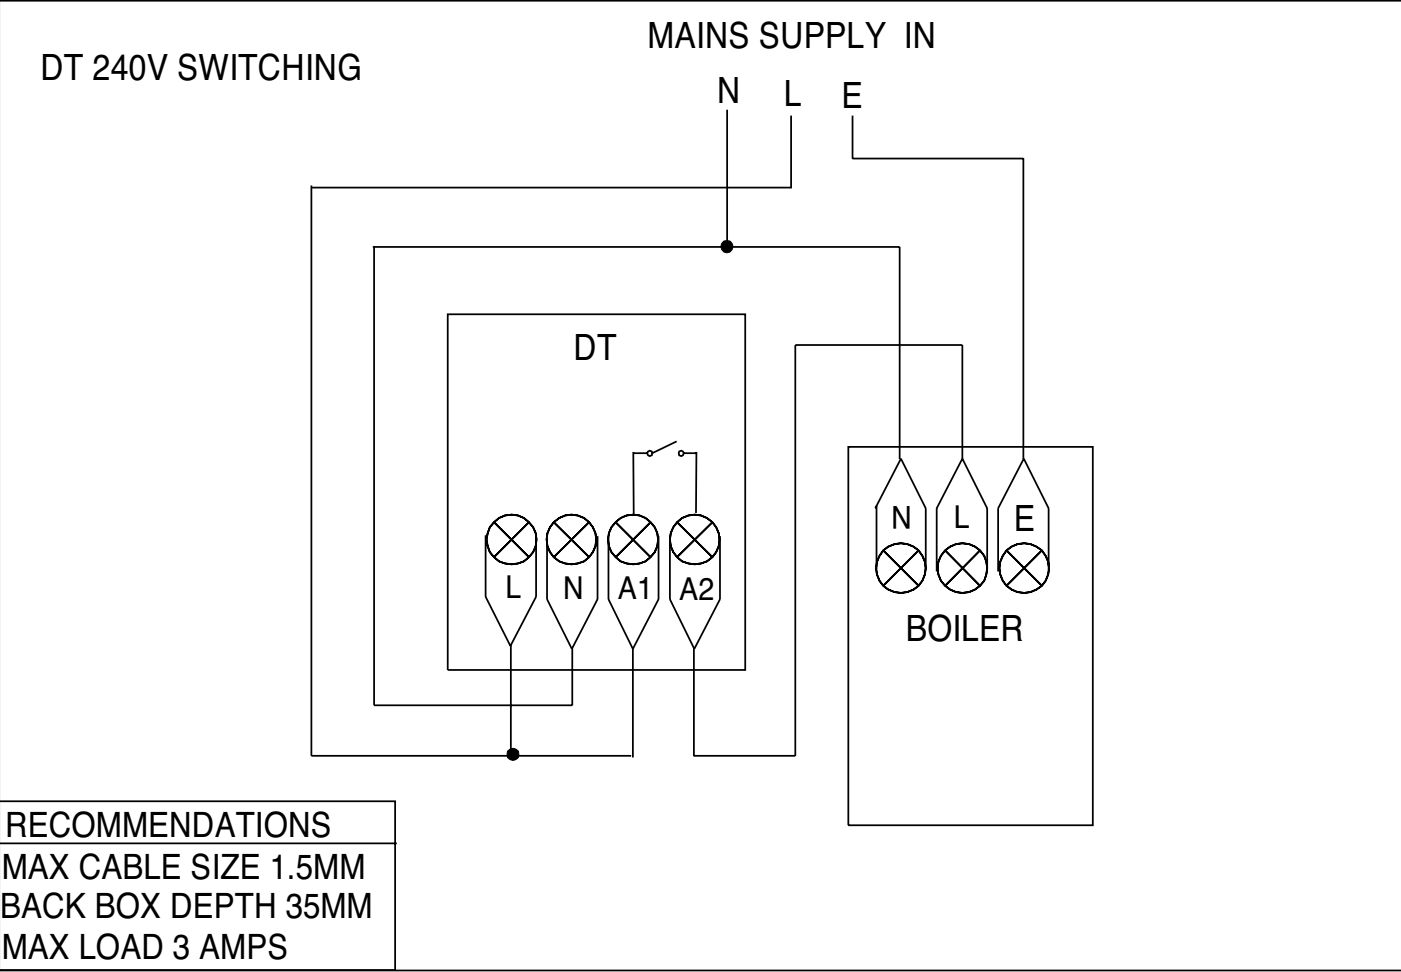 MAINS SUPPLY IN
DT 240V SWITCHING
N L E
DT
L N A1 A2
N L E
BOILER
RECOMMENDATIONS
MAX CABLE SIZE 1.5MM
BACK BOX DEPTH 35MM
MAX LOAD 3 AMPS